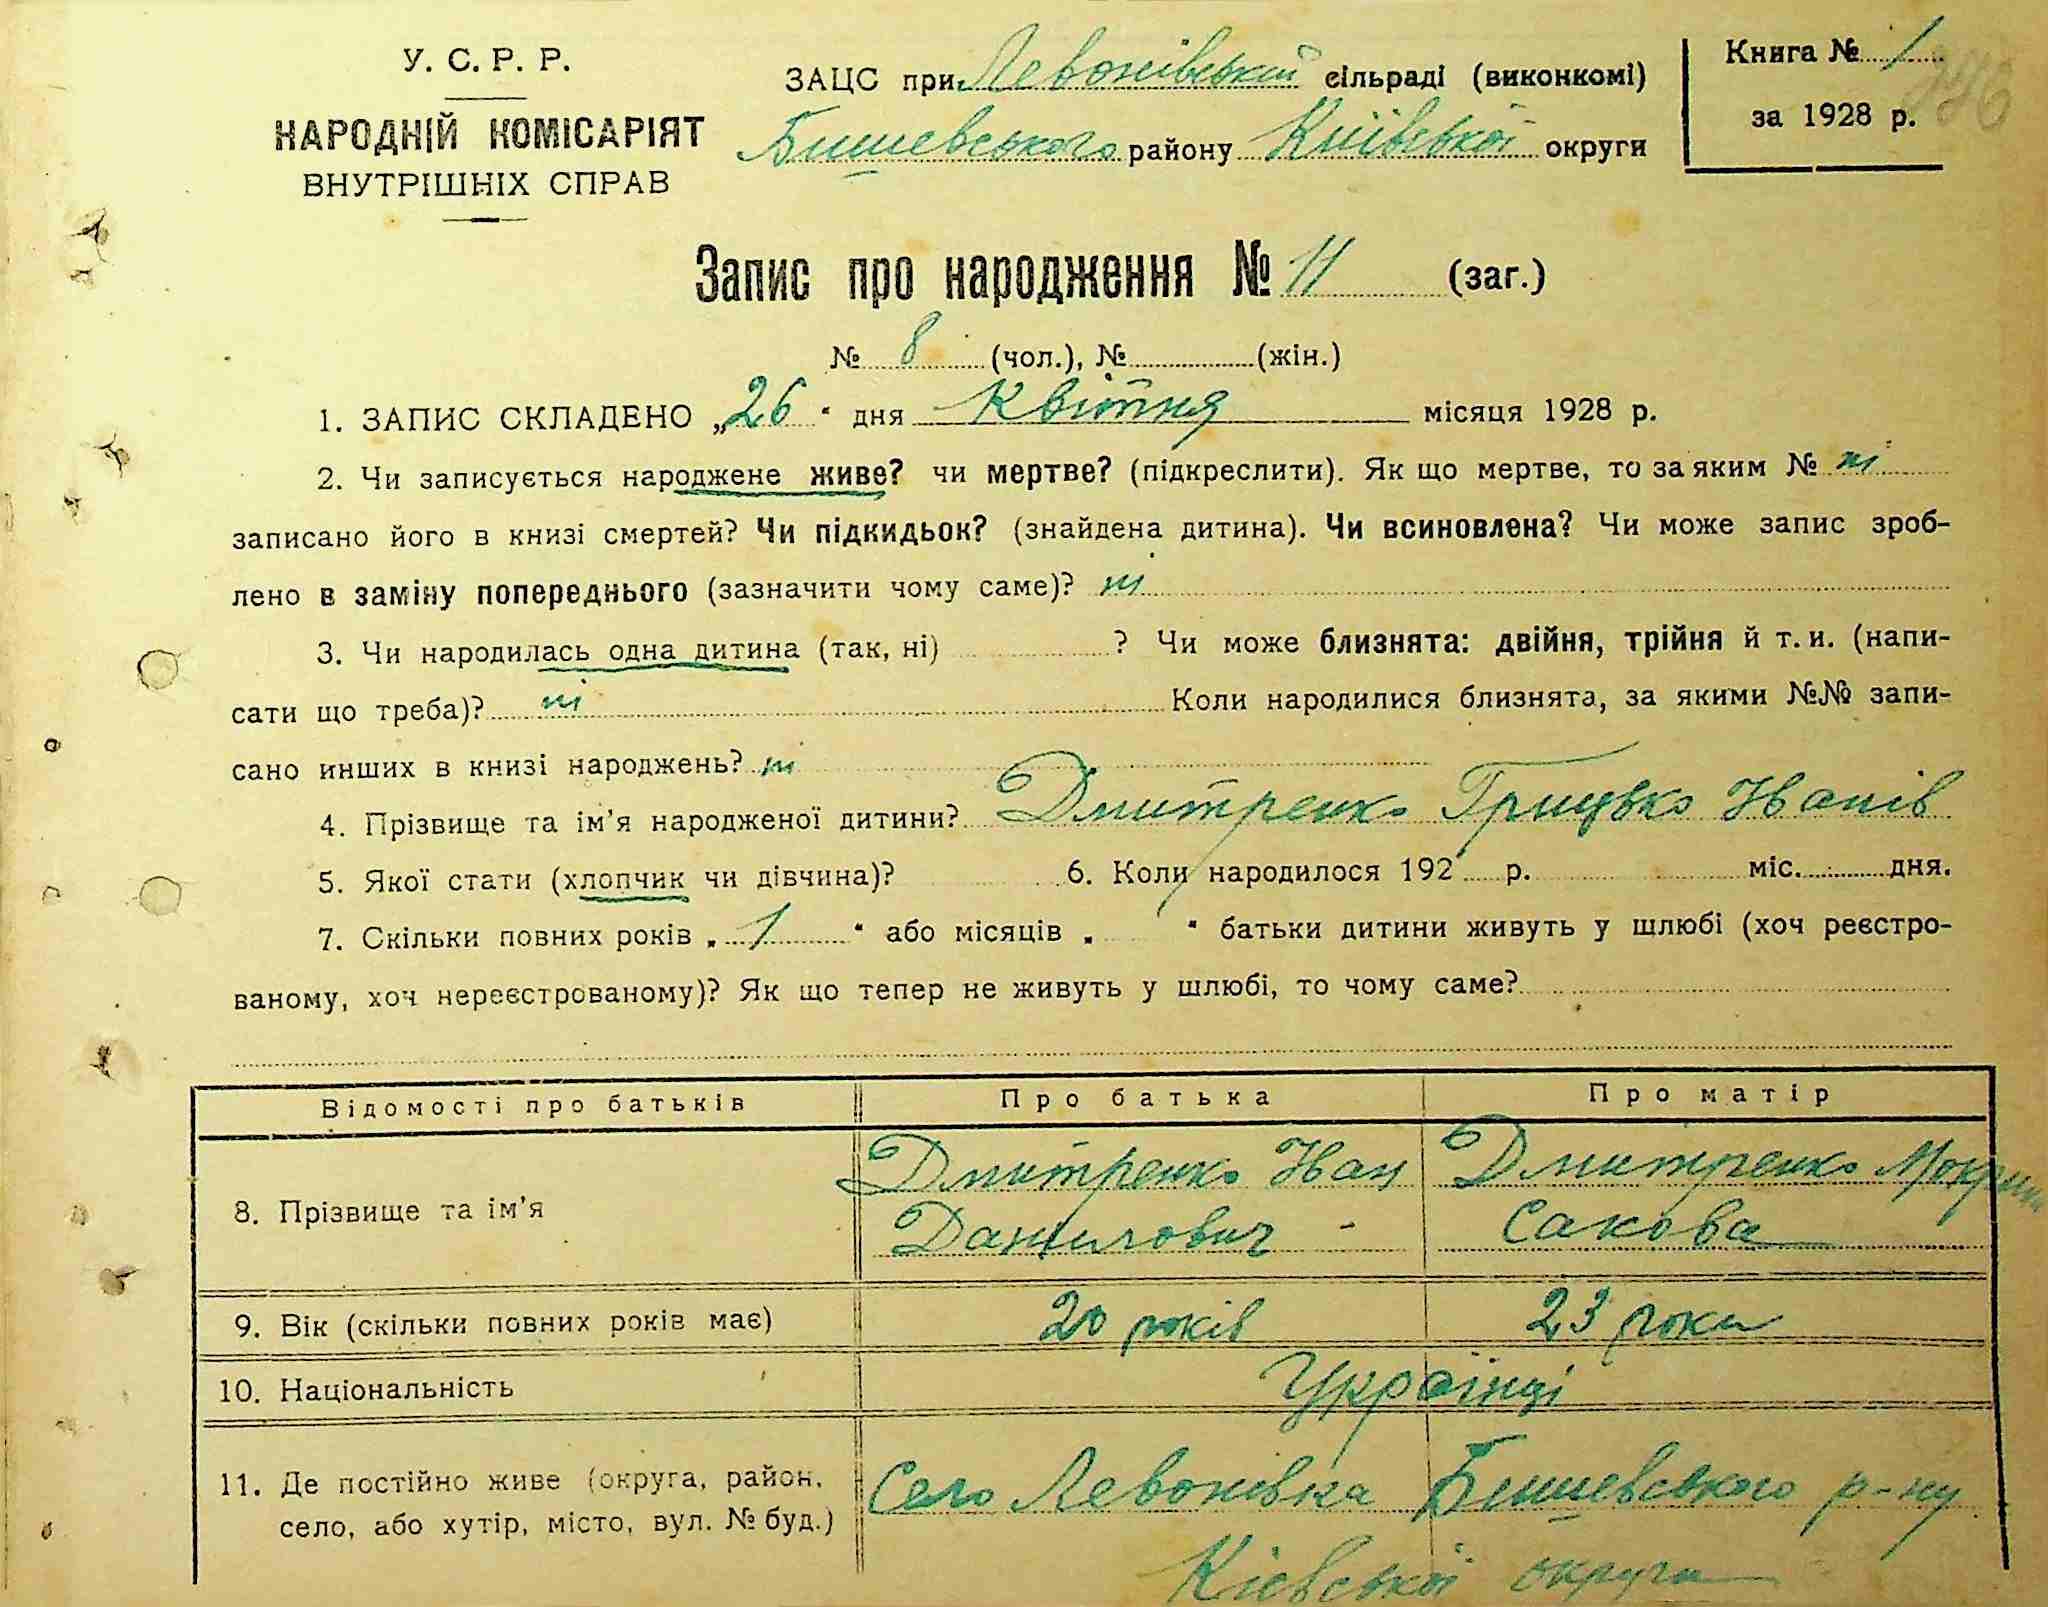 У. С. Р. Р.
НАРОДНІЙ КОМІСАРІЯТ
ВНУТРІШНІХ СПРАВ
ЗАЦС при Левонівській сільраді (виконкомі)
Бишевського району Київської округи
Книга № 1
за 1928 р.
Запис про народження № 11 (заг.)
№ 8 (чол.), № (жін.)
1. ЗАПИС СКЛАДЕНО „26“ дня квітня місяця 1928 р.
2. Чи записується народжене живе? чи мертве? (підкреслити). Як що мертве, то за яким № ні
записано його в книзі смертей? Чи підкидьок? (знайдена дитина). Чи всиновлена? Чи може запис зроб-
лено в заміну попереднього (зазначити чому саме)? ні
3. Чи народилась одна дитина (так, ні) ? Чи може близнята: двійня, трійня й т. и. (напи-
сати що треба)? ні Коли народилися близнята, за якими №№ запи-
сано инших в книзі народжень? ні
4. Прізвище та ім’я народженої дитини? Дмитренко Грицько Іванів
5. Якої стати (хлопчик чи дівчина)? 6. Коли народилося 192 р. міс. дня.
7. Скільки повних років „ 1 “ або місяців „ “ батьки дитини живуть у шлюбі (хоч реєстро-
ваному, хоч нереєстрованому)? Як що тепер не живуть у шлюбі, то чому саме?
Відомості про батьків Про батька Про матір
8. Прізвище та ім’я
Дмитренко Іван
Данилович
Дмитренко
Сакова
9. Вік (скільки повних років має) 20 років 23 роки
10. Національність Українці
11. Де постійно живе (округа, район,
село, або хутір, місто, вул. № буд.)
Село Левонівка Бишевського р-ну
Кієвської округи